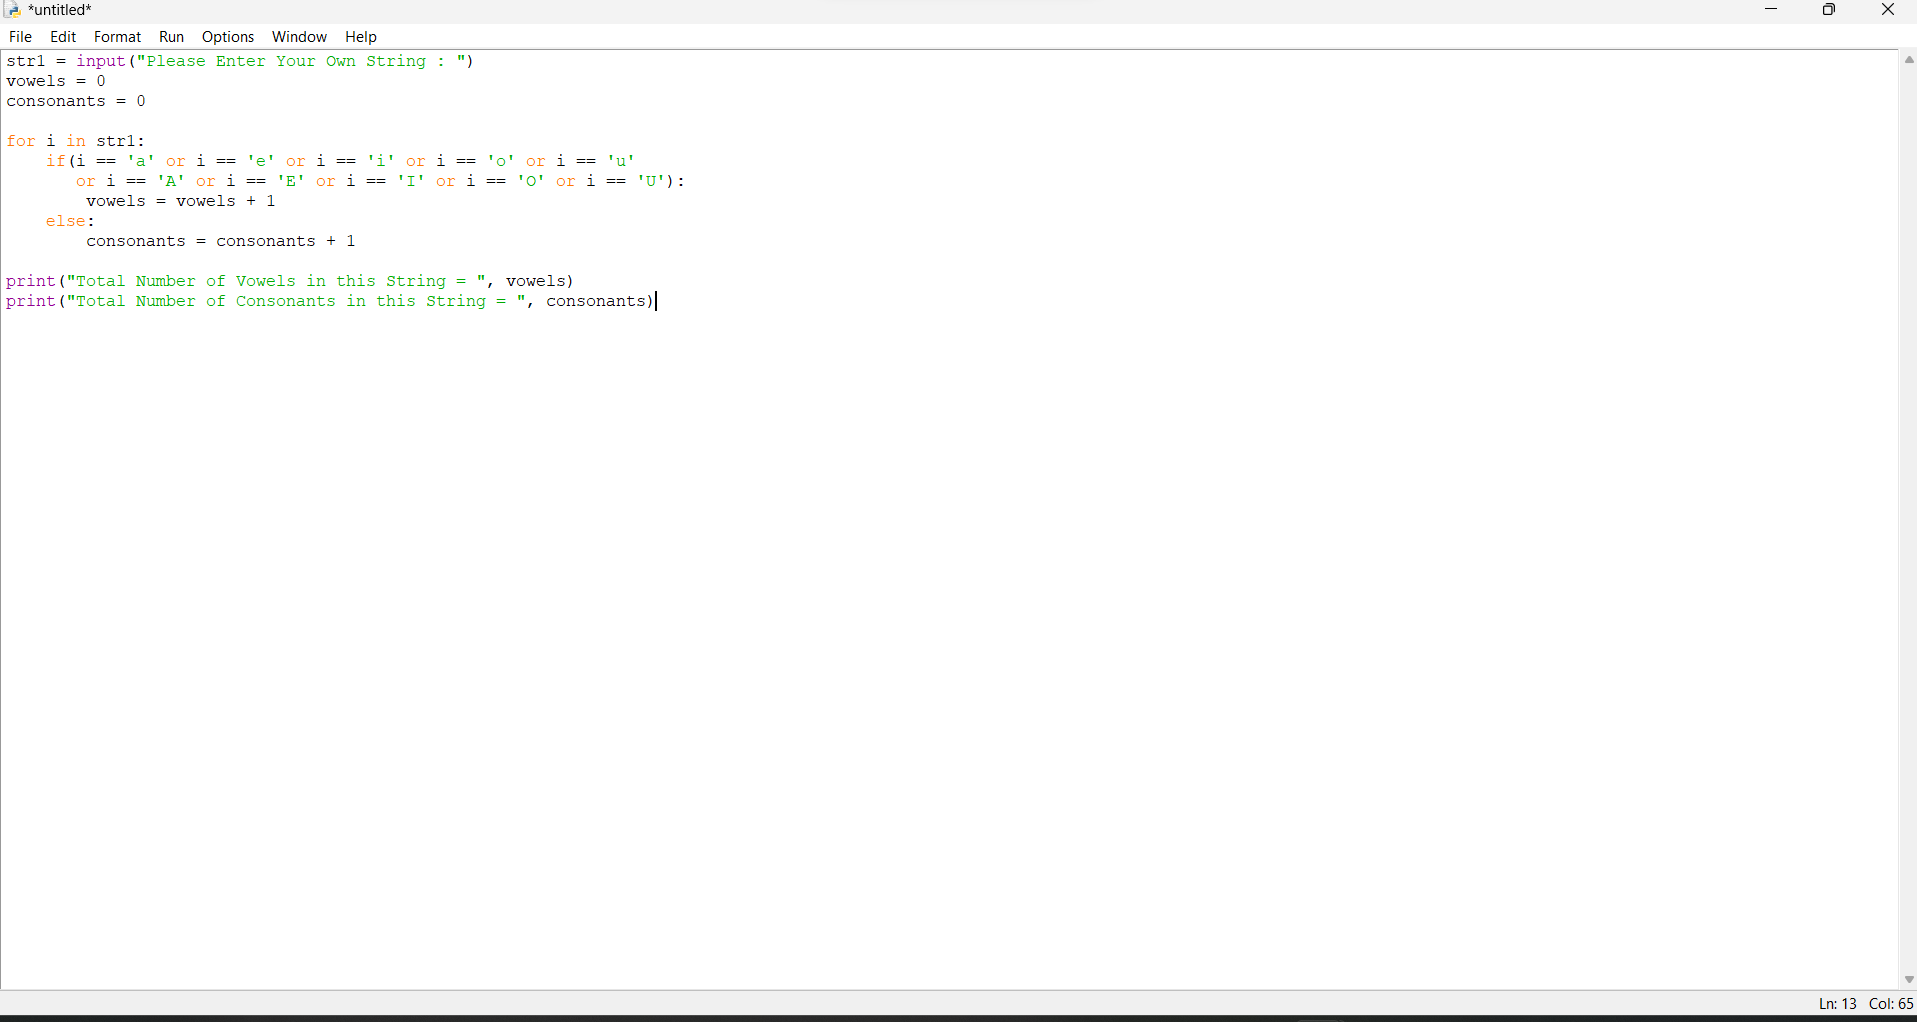 *untitled*
File Edit Format Run Options Window Help
str1 = input("Please Enter Your Own String : ")
vowels = 0
consonants = 0
for i in str1:
    if(i == 'a' or i == 'e' or i == 'i' or i == 'o' or i == 'u'
       or i == 'A' or i == 'E' or i == 'I' or i == 'O' or i == 'U'):
        vowels = vowels + 1
    else:
        consonants = consonants + 1
print("Total Number of Vowels in this String = ", vowels)
print("Total Number of Consonants in this String = ", consonants)
Ln: 13 Col: 65